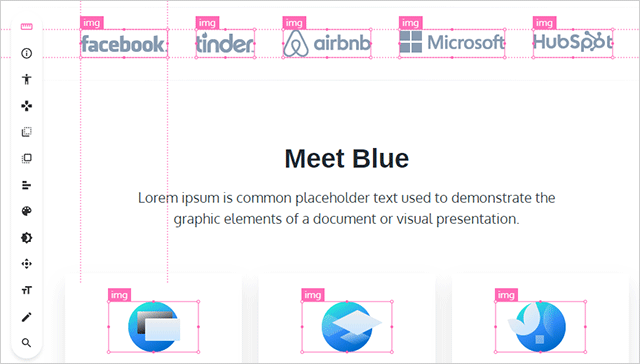 img img img img img
facebook. tinder. airbnb Microsoft HubSpot
Meet Blue
Lorem ipsum is common placeholder text used to demonstrate the
graphic elements of a document or visual presentation.
img img img